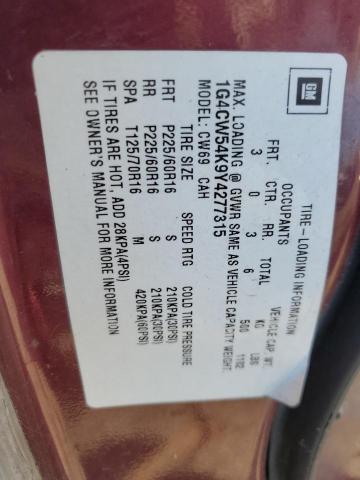 GM
TIRE-LOADING INFORMATION
OCCUPANTS VEHICLE CAP. WT.
FRT. CTR. RR. TOTAL KG LBS
3 0 3 6 500 1102
MAX. LOADING @ GVWR SAME AS VEHICLE CAPACITY WEIGHT.
1G4CW54K9Y4277315
MODEL: CW69 CAH
TIRE SIZE SPEED RTG COLD TIRE PRESSURE
FRT P225/60R16 S 210KPA(30PSI)
RR P225/60R16 S 210KPA(30PSI)
SPA T125/70R16 M 420KPA(60PSI)
IF TIRES ARE HOT, ADD 28KPA(4PSI)
SEE OWNER'S MANUAL FOR MORE INFORMATION